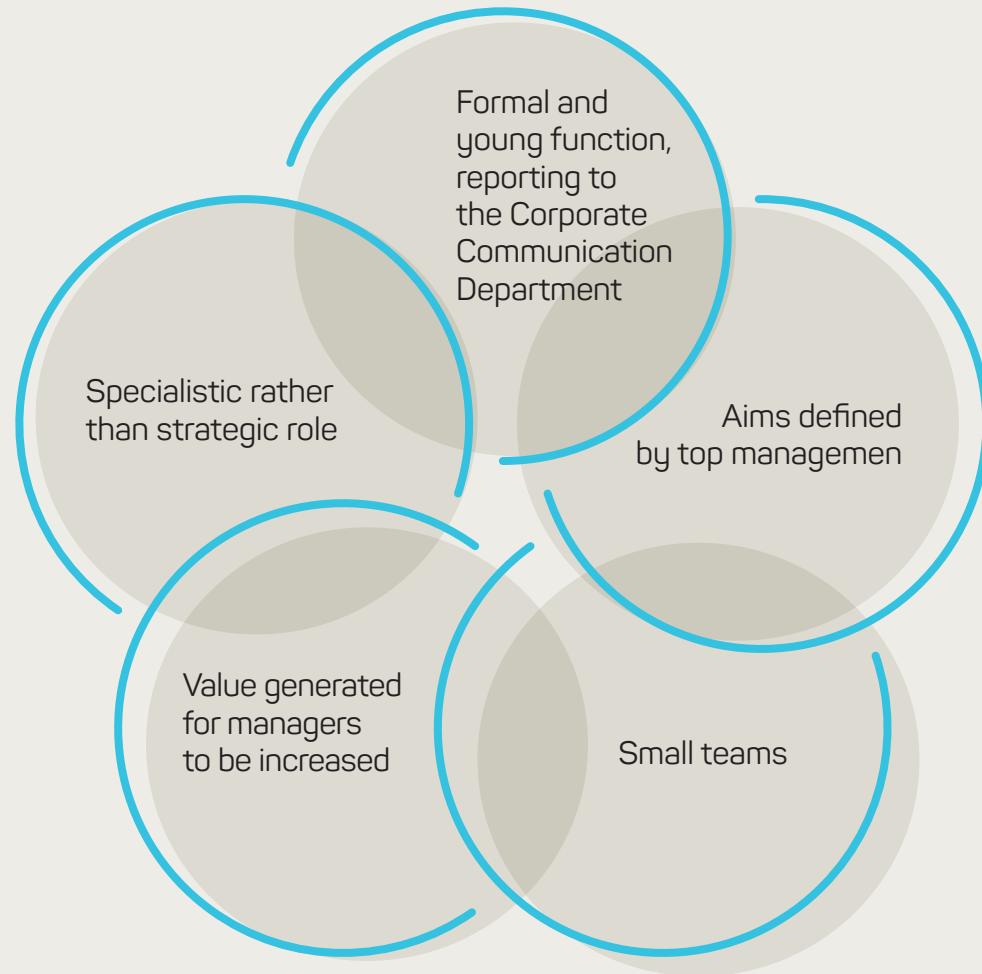 Formal and
young function,
reporting to
the Corporate
Communication
Department
Specialistic rather
than strategic role
Aims defined
by top managemen
Value generated
for managers
to be increased
Small teams